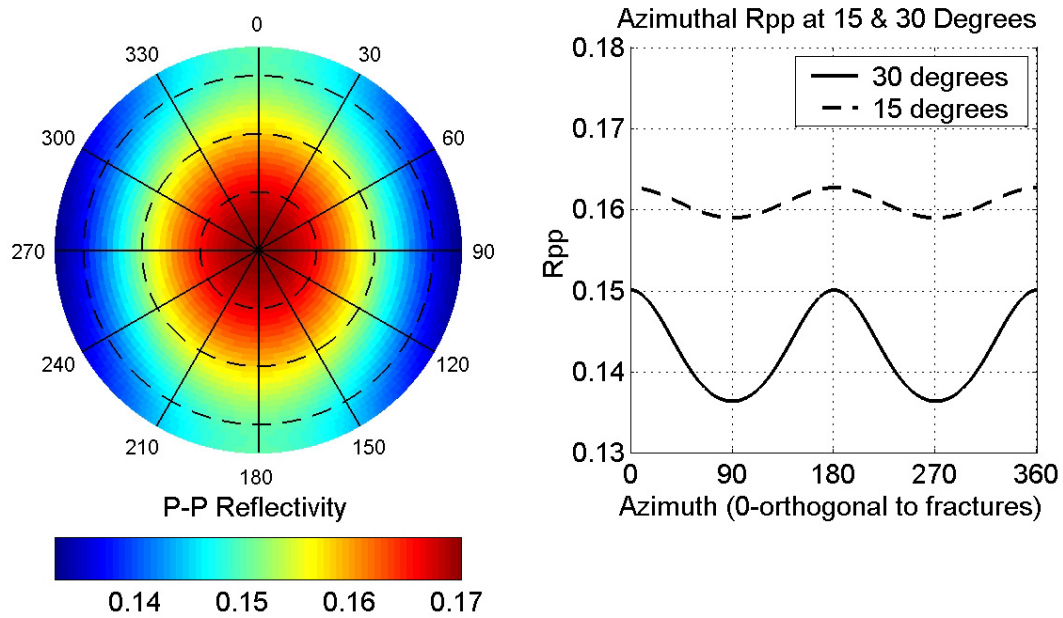 0
30
60
90
120
150
180
210
240
270
300
330
P-P Reflectivity
0.14 0.15 0.16 0.17
Azimuthal Rpp at 15 & 30 Degrees
30 degrees
15 degrees
0.18
0.17
0.16
0.15
0.14
0.13
Rpp
0 90 180 270 360
Azimuth (0-orthogonal to fractures)